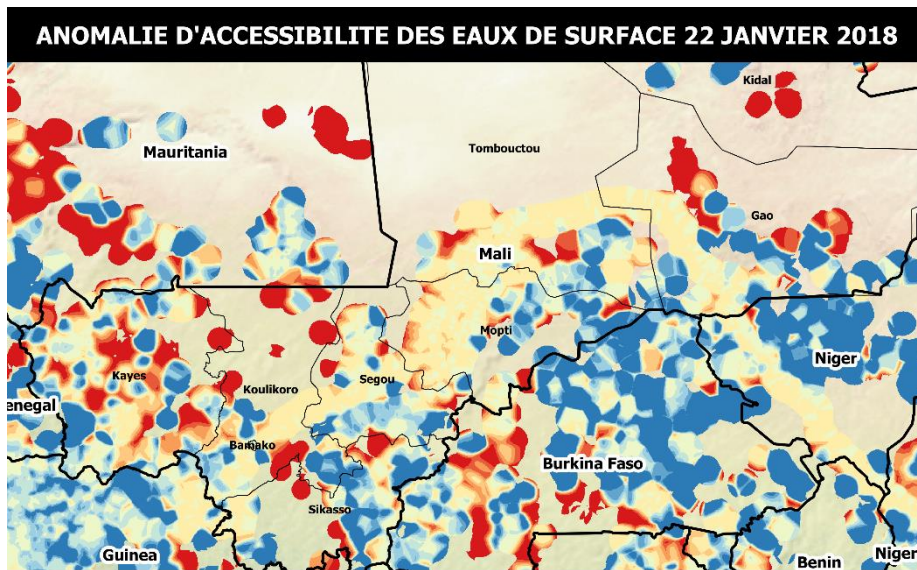 ANOMALIE D'ACCESSIBILITE DES EAUX DE SURFACE 22 JANVIER 2018
Kidal
Mauritania
Tombouctou
Gao
Mali
Mopti
Niger
Kayes
Segou
Koulikoro
enegal
Bamako
Burkina Faso
Sikasso
Guinea
Benin
Niger